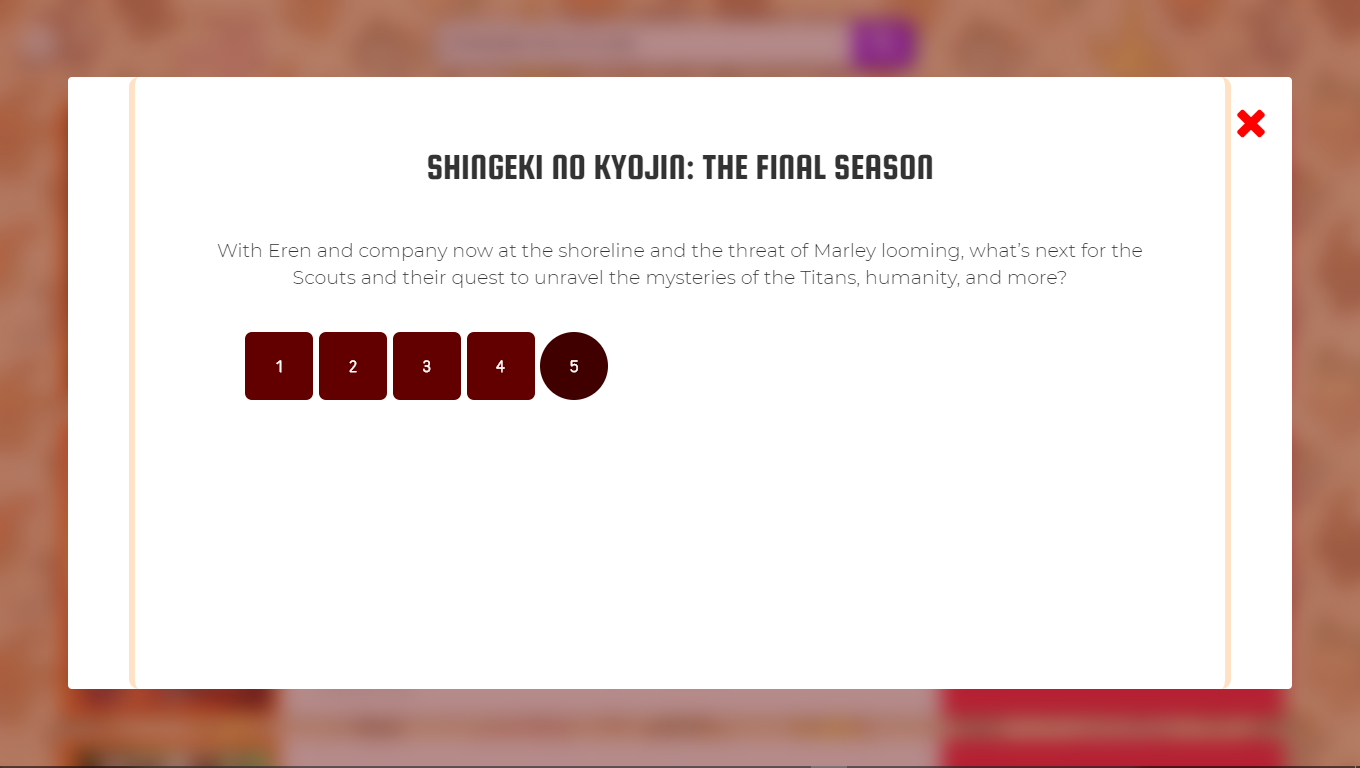 SHINGEKI NO KYOJIN: THE FINAL SEASON
With Eren and company now at the shoreline and the threat of Marley looming, what’s next for the
Scouts and their quest to unravel the mysteries of the Titans, humanity, and more?
1 2 3 4 5